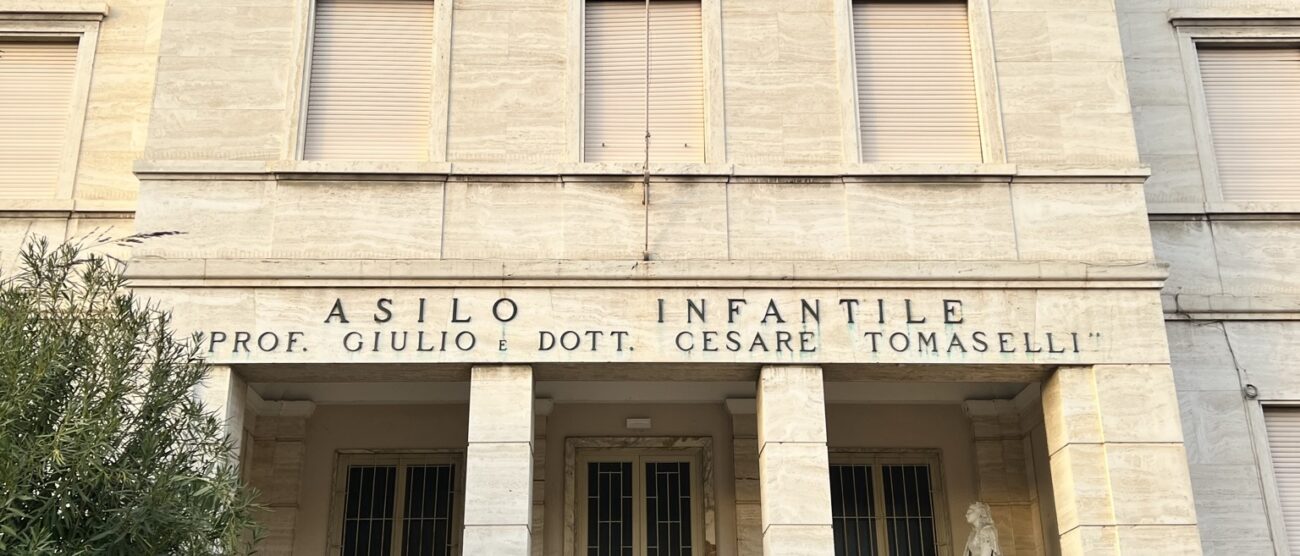 ASILO INFANTILE
"PROF. GIULIO E DOTT. CESARE TOMASELLI"